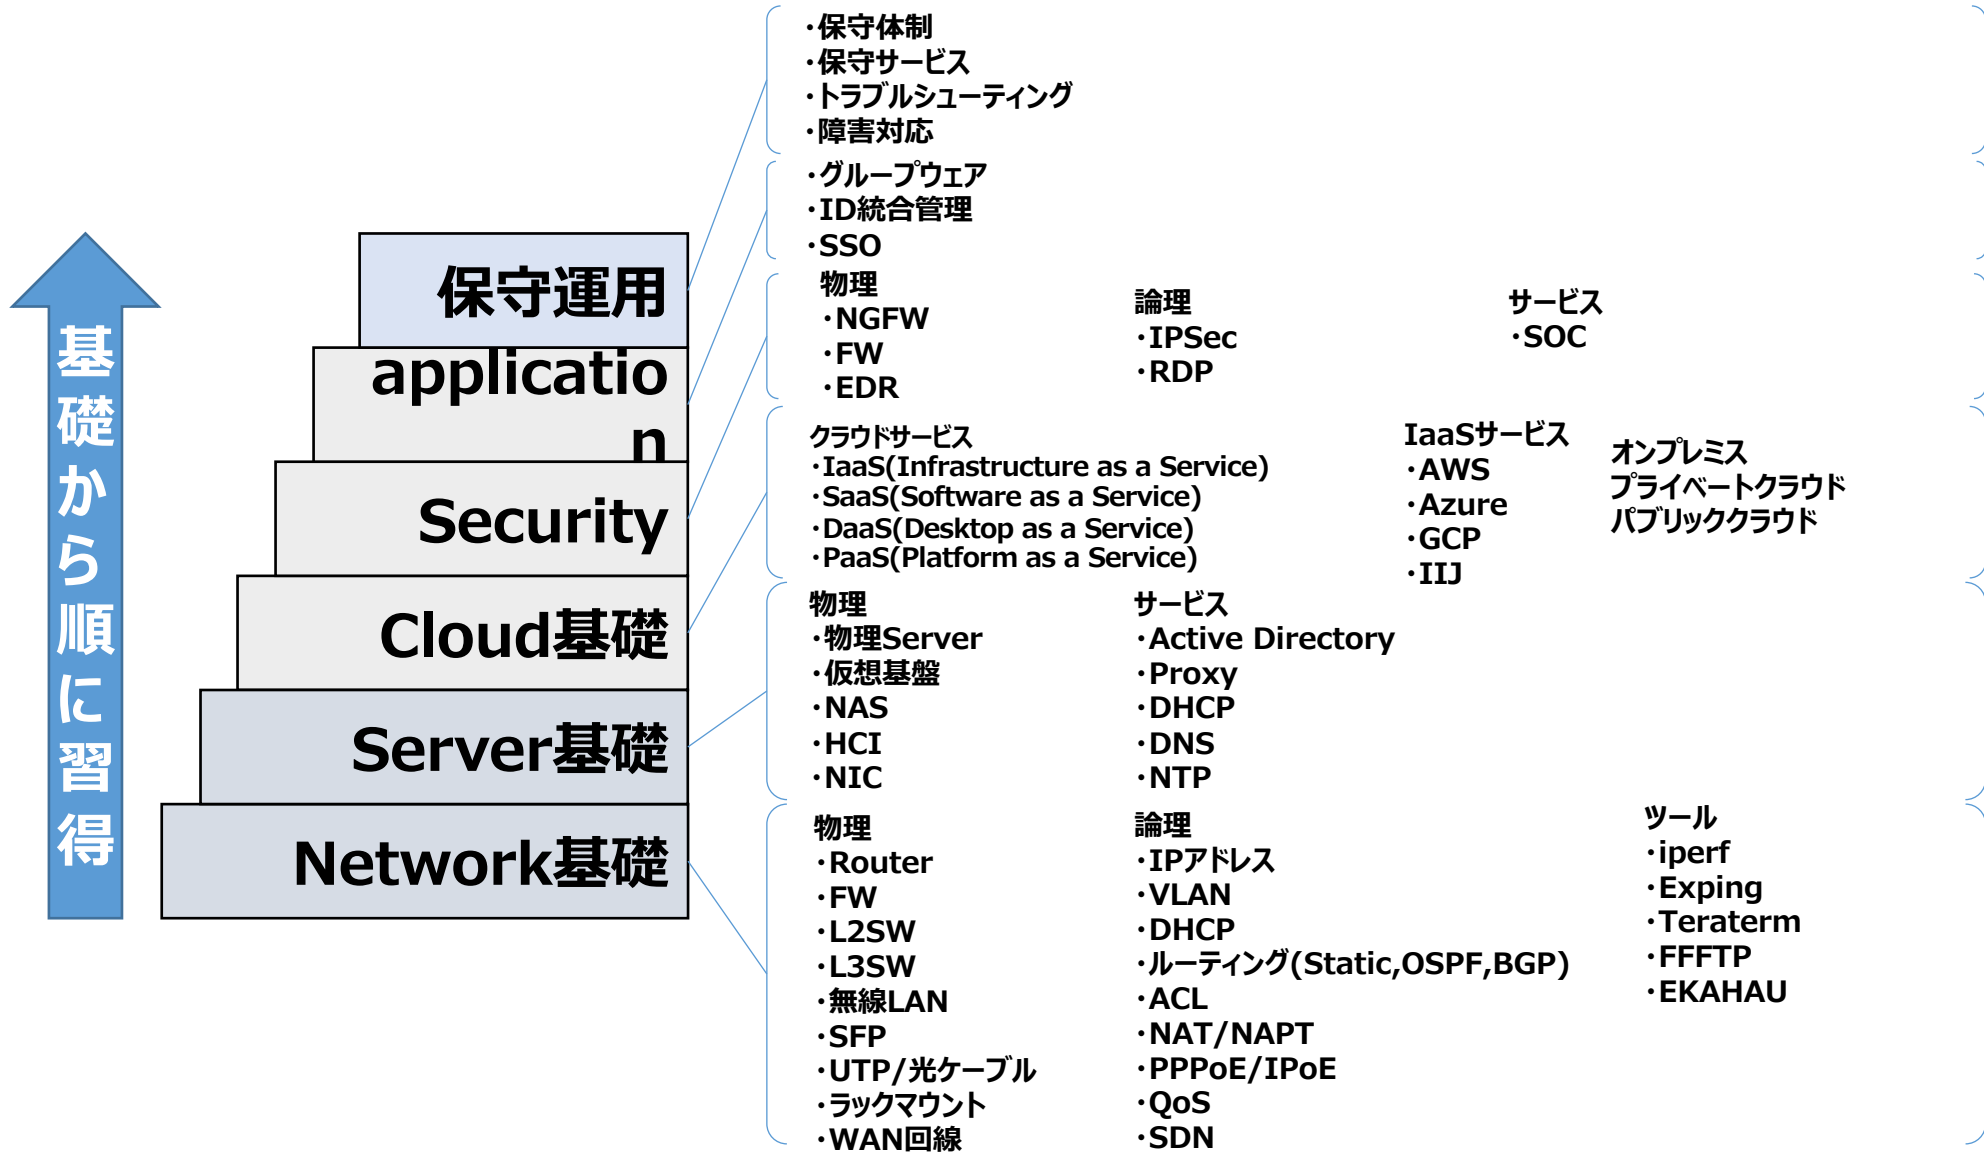 ・保守体制
・保守サービス
・トラブルシューティング
・障害対応
・グループウェア
・ID統合管理
・SSO
物理
・NGFW
・FW
・EDR
論理
・IPSec
・RDP
サービス
・SOC
クラウドサービス
・IaaS(Infrastructure as a Service)
・SaaS(Software as a Service)
・DaaS(Desktop as a Service)
・PaaS(Platform as a Service)
IaaSサービス
・AWS
・Azure
・GCP
・IIJ
オンプレミス
プライベートクラウド
パブリッククラウド
物理
・物理Server
・仮想基盤
・NAS
・HCI
・NIC
サービス
・Active Directory
・Proxy
・DHCP
・DNS
・NTP
物理
・Router
・FW
・L2SW
・L3SW
・無線LAN
・SFP
・UTP/光ケーブル
・ラックマウント
・WAN回線
論理
・IPアドレス
・VLAN
・DHCP
・ルーティング(Static,OSPF,BGP)
・ACL
・NAT/NAPT
・PPPoE/IPoE
・QoS
・SDN
ツール
・iperf
・Exping
・Teraterm
・FFFTP
・EKAHAU
保守運用
applicatio
n
Security
Cloud基礎
Server基礎
Network基礎
基礎から順に習得